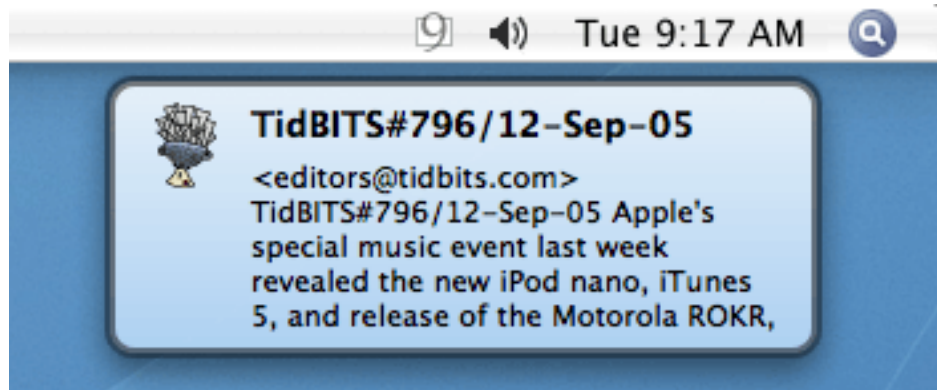 9 Tue 9:17 AM
TidBITS#796/12-Sep-05
<editors@tidbits.com>
TidBITS#796/12-Sep-05 Apple's
special music event last week
revealed the new iPod nano, iTunes
5, and release of the Motorola ROKR,